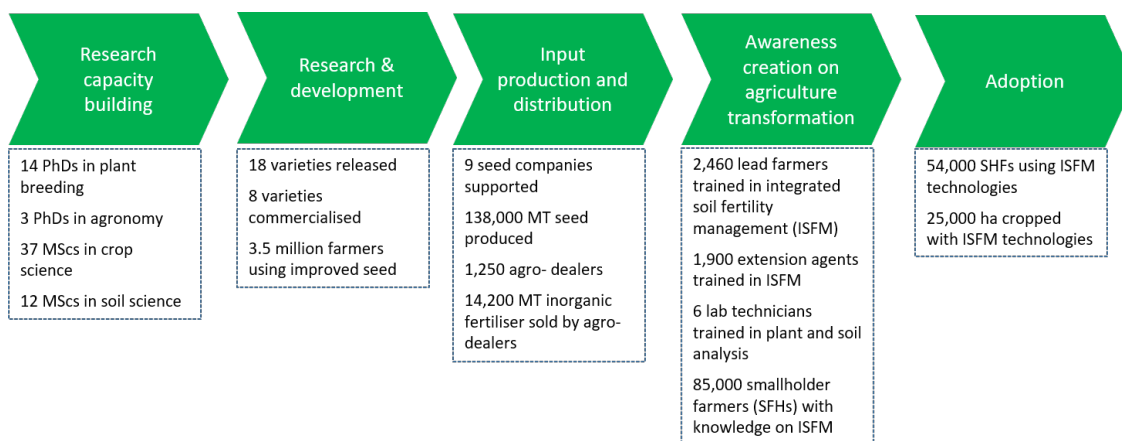 Research
capacity
building
14 PhDs in plant
breeding
3 PhDs in agronomy
37 MScs in crop
science
12 MScs in soil science
Research &
development
18 varieties released
8 varieties
commercialised
3.5 million farmers
using improved seed
Input
production and
distribution
9 seed companies
supported
138,000 MT seed
produced
1,250 agro- dealers
14,200 MT inorganic
fertiliser sold by agro-
dealers
Awareness
creation on
agriculture
transformation
2,460 lead farmers
trained in integrated
soil fertility
management (ISFM)
1,900 extension agents
trained in ISFM
6 lab technicians
trained in plant and soil
analysis
85,000 smallholder
farmers (SFHs) with
knowledge on ISFM
Adoption
54,000 SHFs using ISFM
technologies
25,000 ha cropped
with ISFM technologies